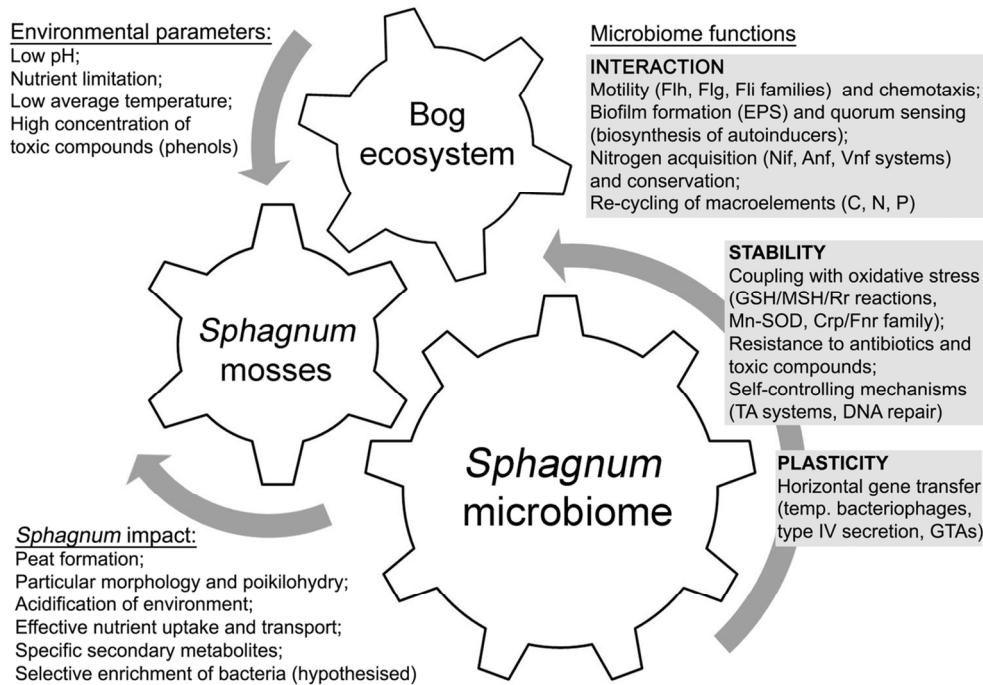 Environmental parameters:
Low pH;
Nutrient limitation;
Low average temperature;
High concentration of
toxic compounds (phenols)
Bog
ecosystem
Microbiome functions
INTERACTION
Motility (Flh, Flg, Fli families) and chemotaxis;
Biofilm formation (EPS) and quorum sensing
(biosynthesis of autoinducers);
Nitrogen acquisition (Nif, Anf, Vnf systems)
and conservation;
Re-cycling of macroelements (C, N, P)
STABILITY
Coupling with oxidative stress
(GSH/MSH/Rr reactions,
Mn-SOD, Crp/Fnr family);
Resistance to antibiotics and
toxic compounds;
Self-controlling mechanisms
(TA systems, DNA repair)
PLASTICITY
Horizontal gene transfer
(temp. bacteriophages,
type IV secretion, GTAs)
Sphagnum
mosses
Sphagnum
microbiome
Sphagnum impact:
Peat formation;
Particular morphology and poikilohydry;
Acidification of environment;
Effective nutrient uptake and transport;
Specific secondary metabolites;
Selective enrichment of bacteria (hypothesised)